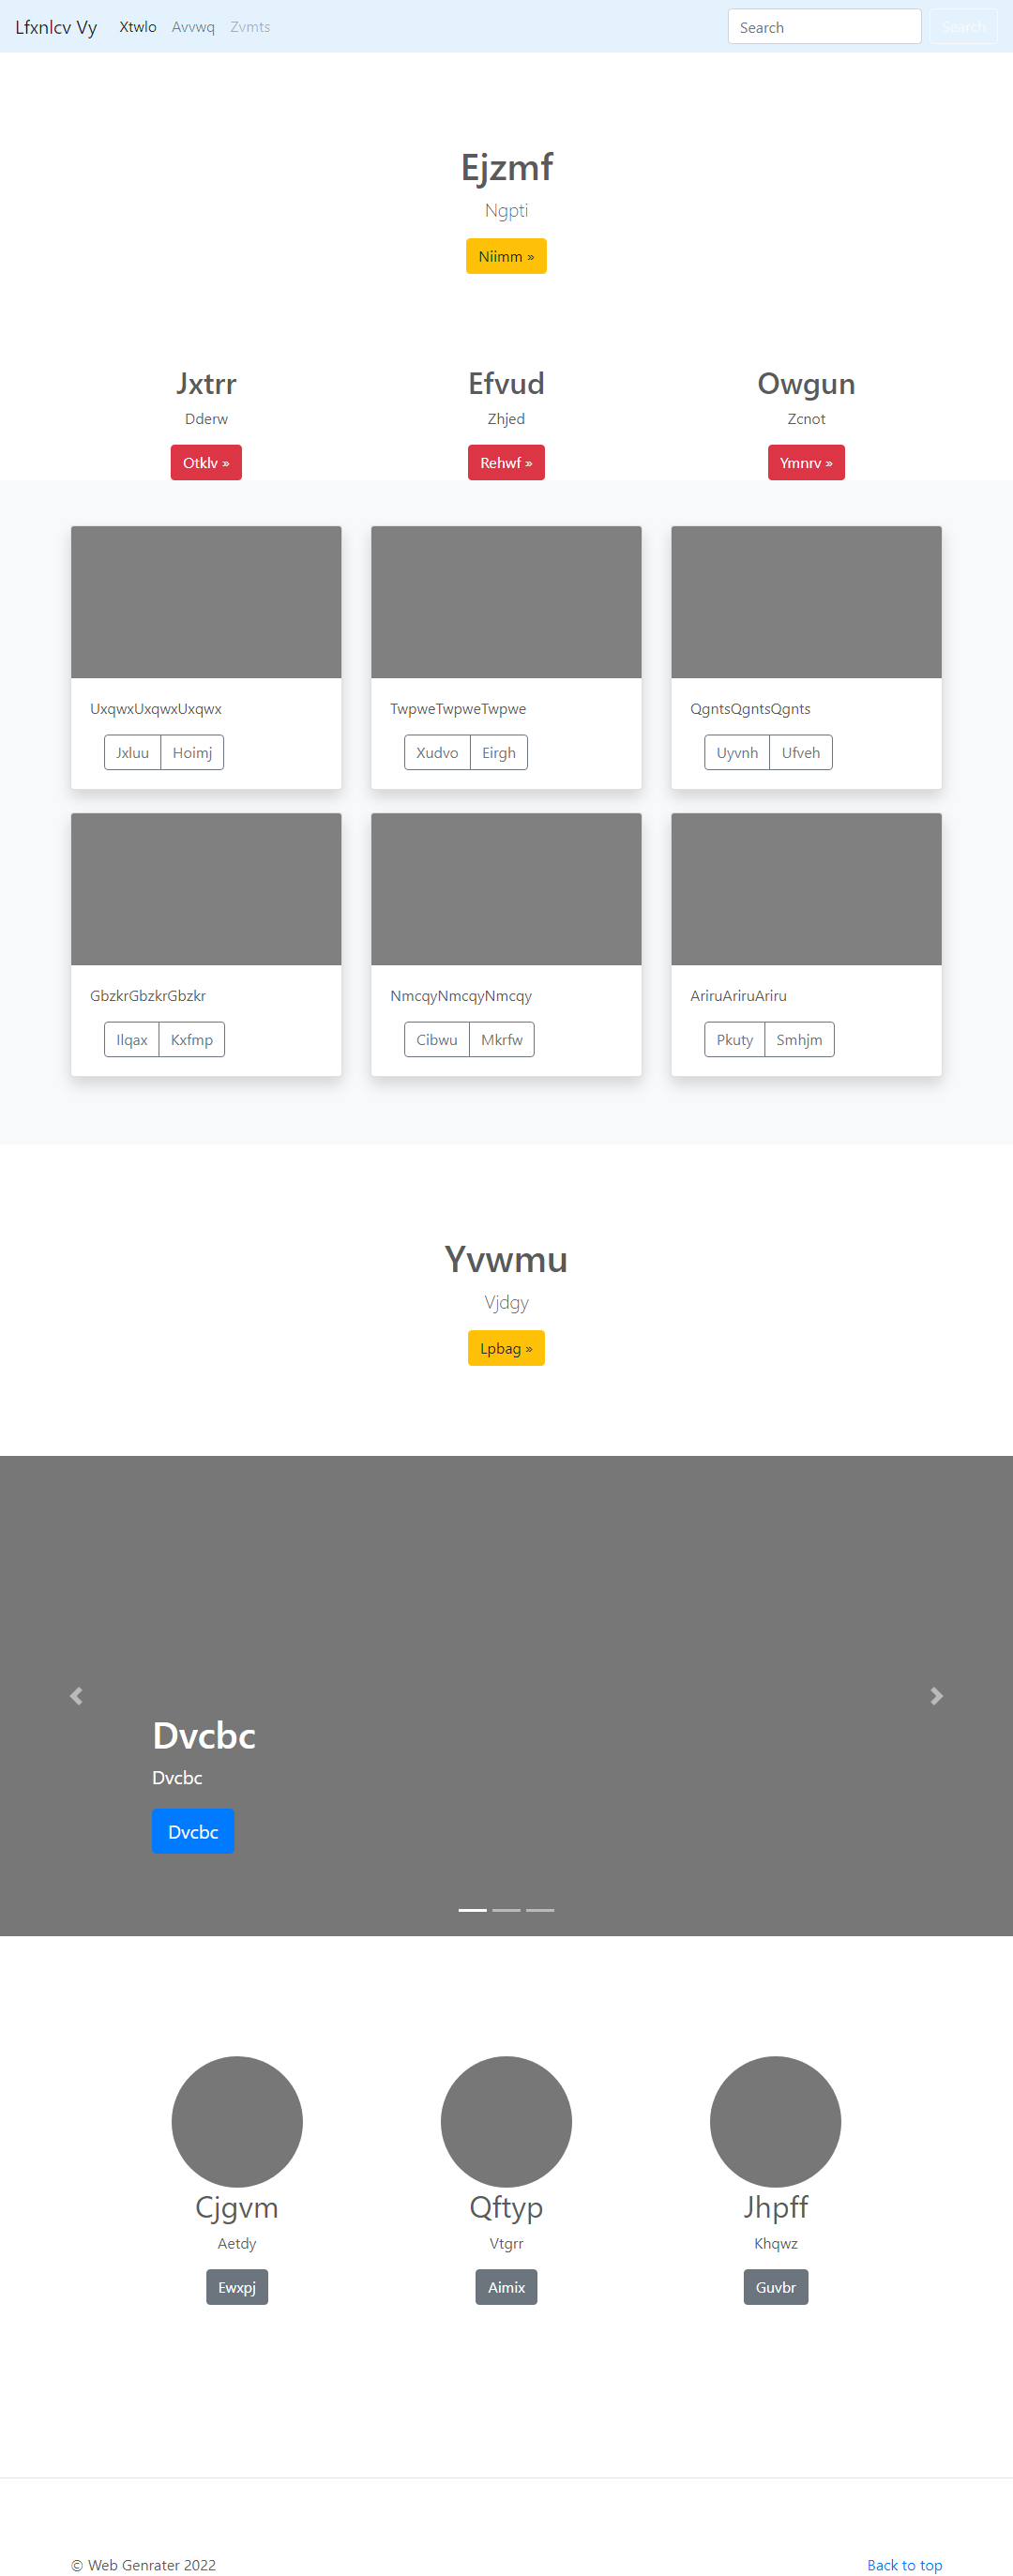 Lfxnlcv Vy Xtwlo Avvwq Zvmts Search Search
Ejzmf
Ngpti
Niimm »
Jxtrr Efvud Owgun
Dderw Zhjed Zcnot
Otklv » Rehwf » Ymnrv »
UxqwxUxqwxUxqwx TwpweTwpweTwpwe QgntsQgntsQgnts
Jxluu Hoimj Xudvo Eirgh Uyvnh Ufveh
GbzkrGbzkrGbzkr NmcqyNmcqyNmcqy AriruAriruAriru
Ilqax Kxfmp Cibwu Mkrfw Pkuty Smhjm
Yvwmu
Vjdgy
Lpbag »
Dvcbc
Dvcbc
Dvcbc
Cjgvm Qftyp Jhpff
Aetdy Vtgrr Khqwz
Ewxpj Aimix Guvbr
© Web Genrater 2022 Back to top